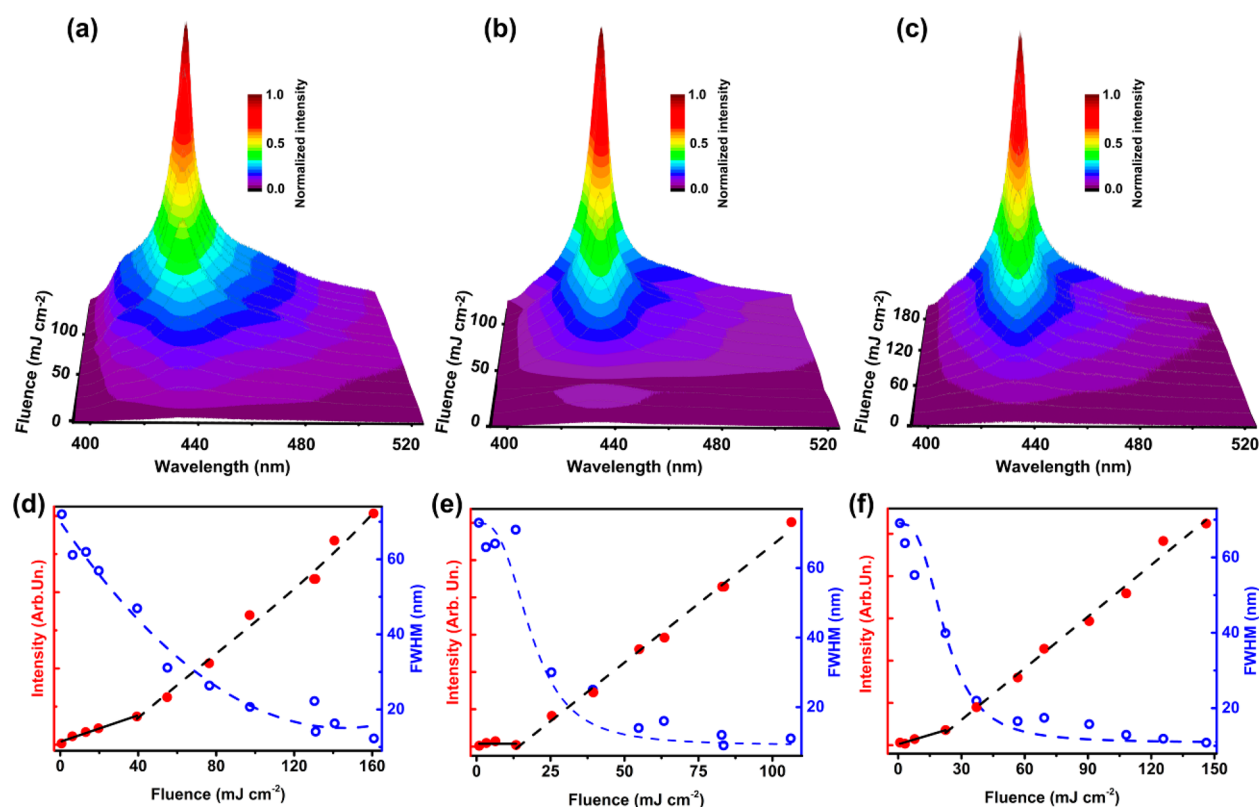 (a)
1.0
0.5
0.0
Normalized intensity
Fluence (mJ cm-2)
100
50
0
400
440
480
520
Wavelength (nm)
(b)
1.0
0.5
0.0
Normalized intensity
Fluence (mJ cm-2)
100
50
0
400
440
480
520
Wavelength (nm)
(c)
1.0
0.5
0.0
Normalized intensity
Fluence (mJ cm-2)
180
120
60
0
400
440
480
520
Wavelength (nm)
(d)
Intensity (Arb.Un.)
60
40
20
FWHM (nm)
0
40
80
120
160
Fluence (mJ cm⁻²)
(e)
Intensity (Arb. Un.)
60
40
20
FWHM (nm)
0
25
50
75
100
Fluence (mJ cm⁻²)
(f)
Intensity (Arb.Un.)
60
40
20
FWHM (nm)
0
30
60
90
120
150
Fluence (mJ cm⁻²)